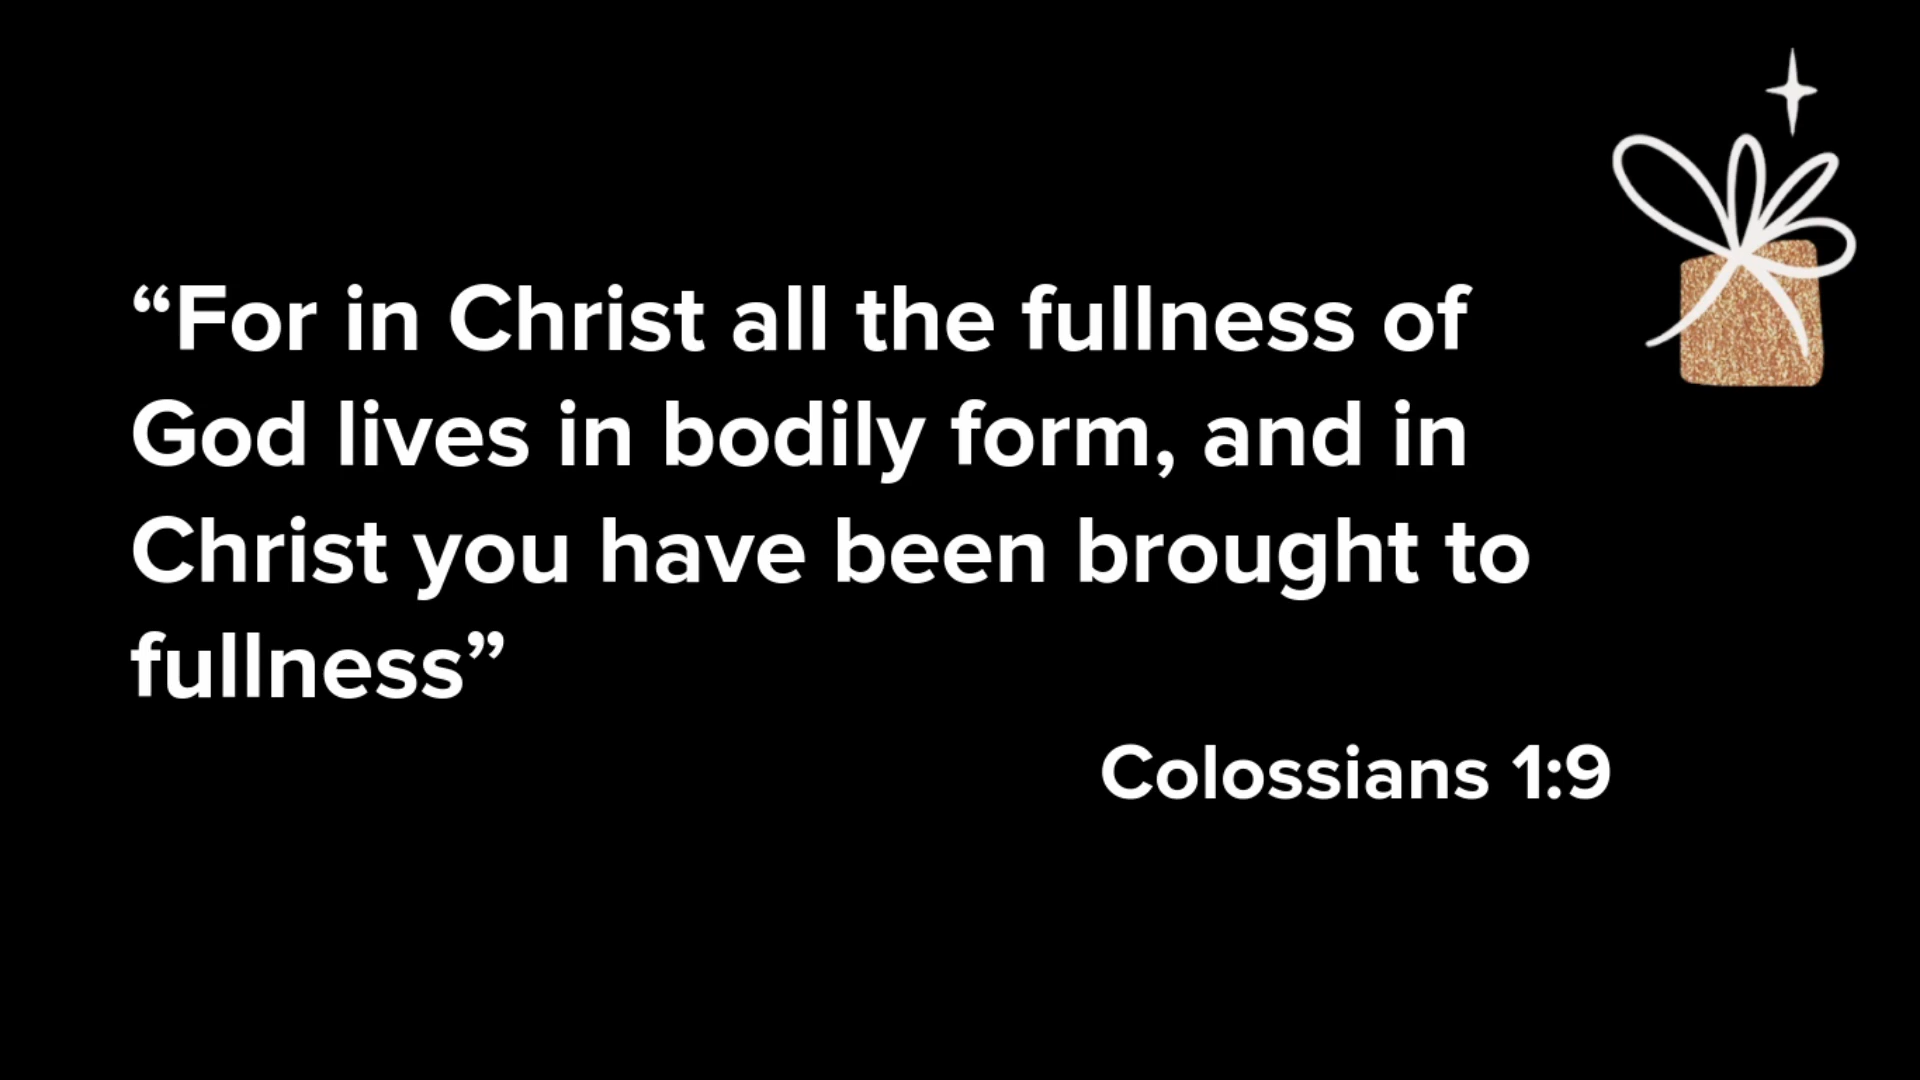 “For in Christ all the fullness of
God lives in bodily form, and in
Christ you have been brought to
fullness”
Colossians 1:9